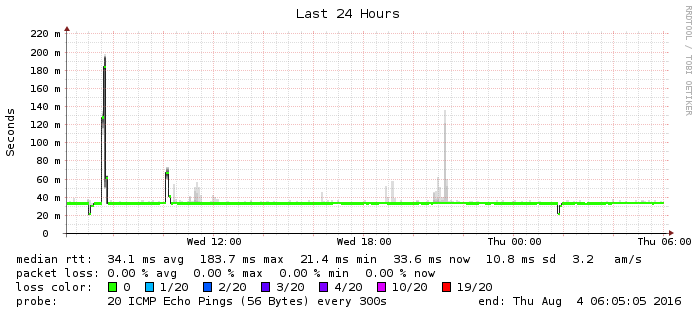 Last 24 Hours
RRDTOOL / TOBI OETIKER
Seconds
220 m
200 m
180 m
160 m
140 m
120 m
100 m
80 m
60 m
40 m
20 m
0
Wed 12:00 Wed 18:00 Thu 00:00 Thu 06:00
median rtt: 34.1 ms avg 183.7 ms max 21.4 ms min 33.6 ms now 10.8 ms sd 3.2 am/s
packet loss: 0.00 % avg 0.00 % max 0.00 % min 0.00 % now
loss color: 0 1/20 2/20 3/20 4/20 10/20 19/20
probe: 20 ICMP Echo Pings (56 Bytes) every 300s end: Thu Aug 4 06:05:05 2016